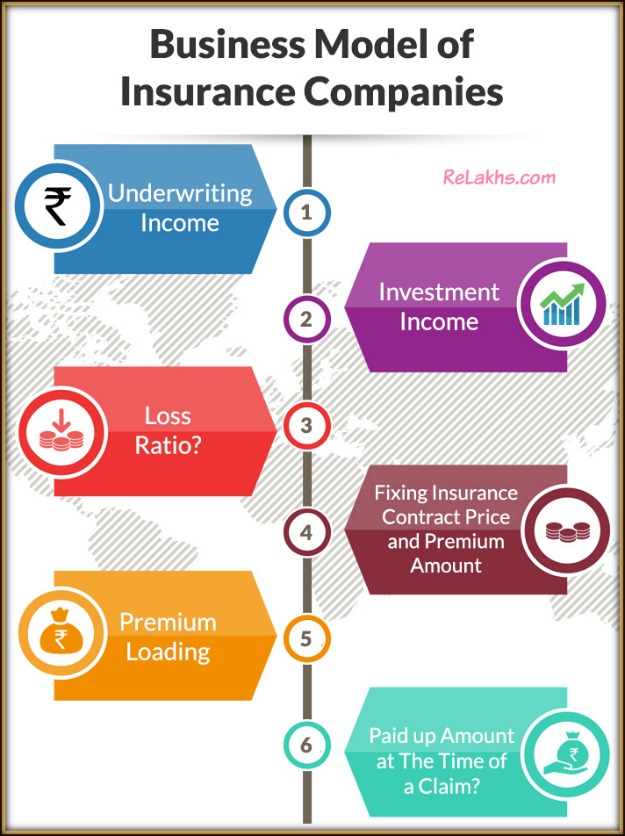 Business Model of
Insurance Companies
ReLakhs.com
₹
Underwriting
Income
1
Investment
Income
2
Loss
Ratio?
3
Fixing Insurance
Contract Price
and Premium
Amount
4
₹
Premium
Loading
5
Paid up Amount
at The Time of
a Claim?
₹
6